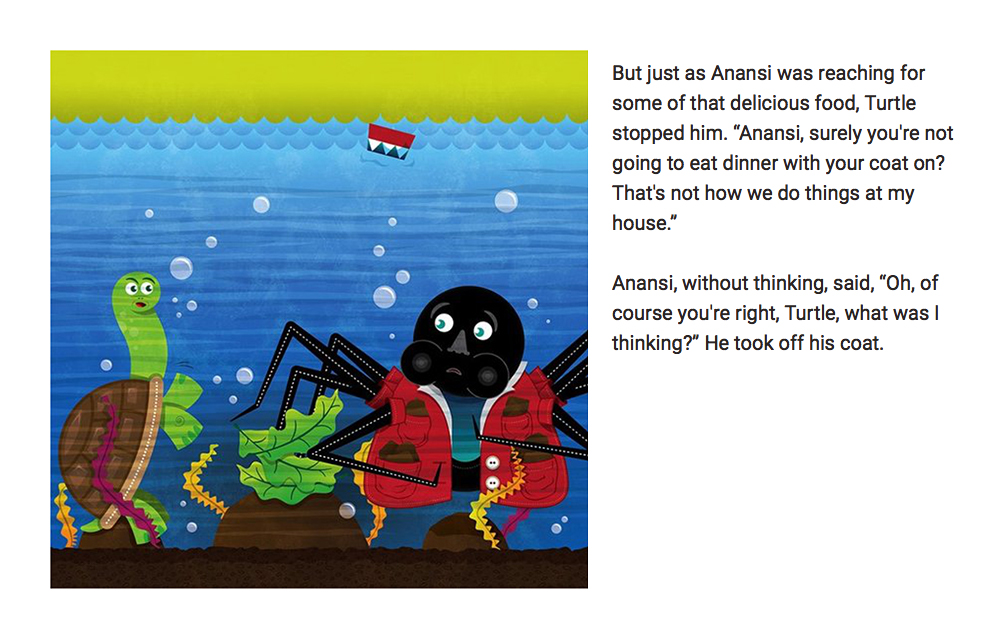 But just as Anansi was reaching for
some of that delicious food, Turtle
stopped him. “Anansi, surely you're not
going to eat dinner with your coat on?
That's not how we do things at my
house.”
Anansi, without thinking, said, “Oh, of
course you're right, Turtle, what was I
thinking?” He took off his coat.